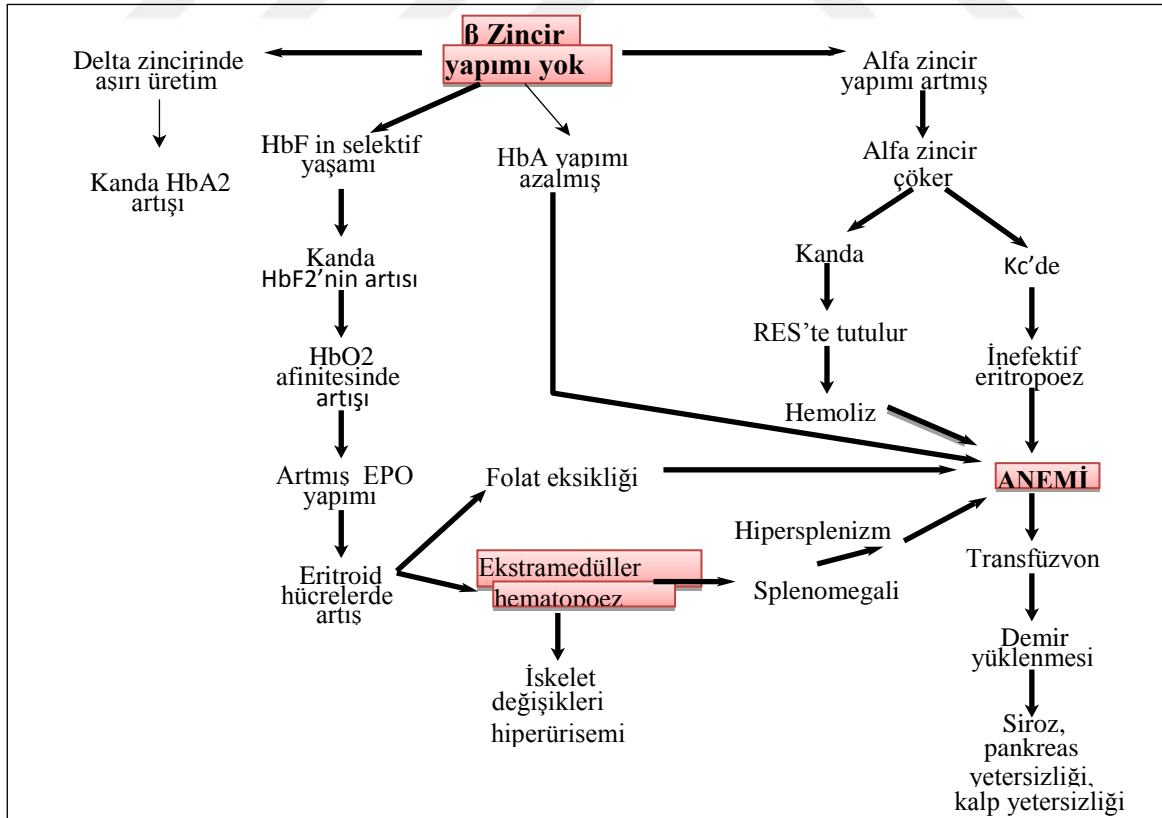 β Zincir
yapımı yok
Delta zincirinde
aşırı üretim
Kanda HbA2
artışı
HbF in selektif
yaşamı
Kanda
HbF2’nin artısı
HbO2
afinitesinde
artışı
Artmış EPO
yapımı
Eritroid
hücrelerde
artış
HbA yapımı
azalmış
Alfa zincir
yapımı artmış
Alfa zincir
çöker
Kanda
RES’te tutulur
Hemoliz
Kc’de
İnefektif
eritropoez
Folat eksikliği
Ekstramedüller
hematopoez
İskelet
değişikleri
hiperürisemi
Hipersplenizm
Splenomegali
ANEMİ
Transfüzvon
Demir
yüklenmesi
Siroz,
pankreas
yetersizliği,
kalp yetersizliği